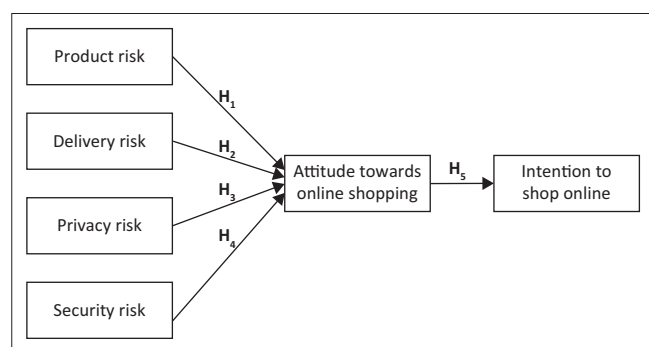 Product risk
H₁
Delivery risk
H₂
Attitude towards
online shopping
H₅
Intention to
shop online
H₃
Privacy risk
H₄
Security risk